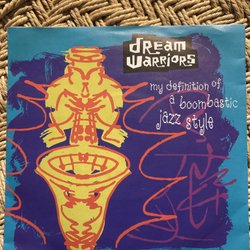 dream
warriors
my definition of
a boombastic
jazz style